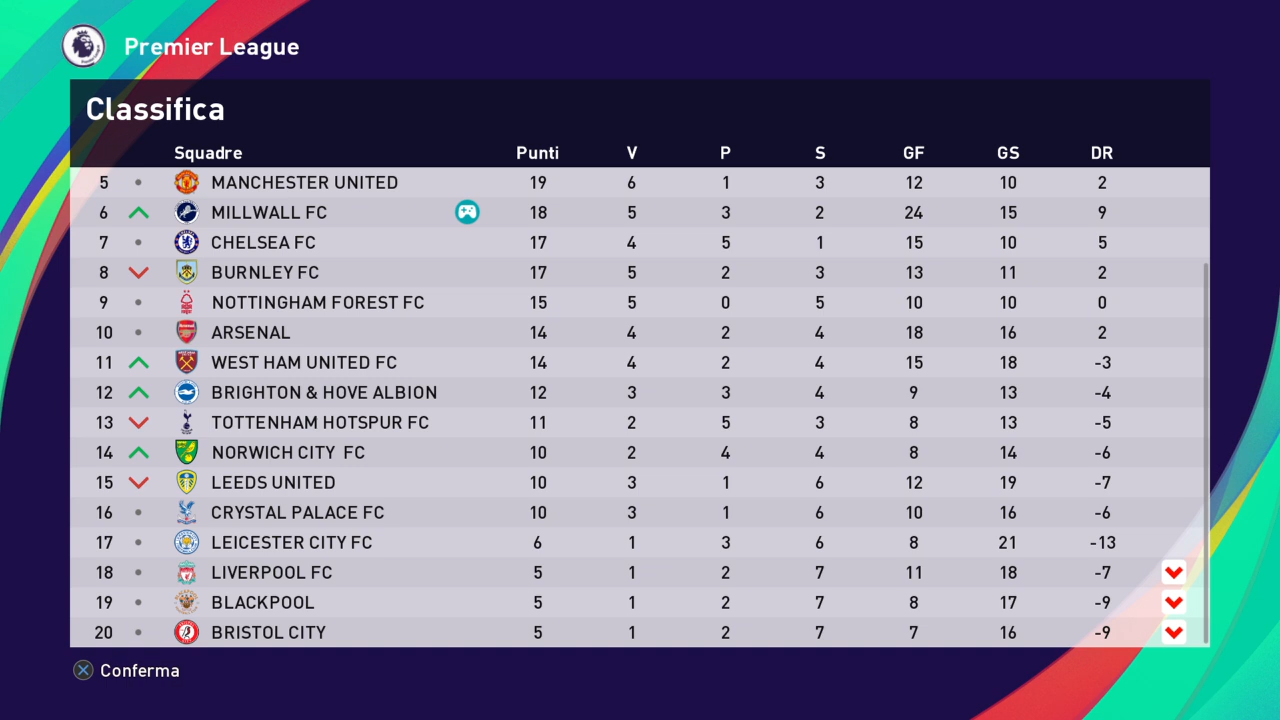 Premier League
Classifica
Squadre Punti V P S GF GS DR
5 MANCHESTER UNITED 19 6 1 3 12 10 2
6 MILLWALL FC 18 5 3 2 24 15 9
7 CHELSEA FC 17 4 5 1 15 10 5
8 BURNLEY FC 17 5 2 3 13 11 2
9 NOTTINGHAM FOREST FC 15 5 0 5 10 10 0
10 ARSENAL 14 4 2 4 18 16 2
11 WEST HAM UNITED FC 14 4 2 4 15 18 -3
12 BRIGHTON & HOVE ALBION 12 3 3 4 9 13 -4
13 TOTTENHAM HOTSPUR FC 11 2 5 3 8 13 -5
14 NORWICH CITY FC 10 2 4 4 8 14 -6
15 LEEDS UNITED 10 3 1 6 12 19 -7
16 CRYSTAL PALACE FC 10 3 1 6 10 16 -6
17 LEICESTER CITY FC 6 1 3 6 8 21 -13
18 LIVERPOOL FC 5 1 2 7 11 18 -7
19 BLACKPOOL 5 1 2 7 8 17 -9
20 BRISTOL CITY 5 1 2 7 7 16 -9
Conferma